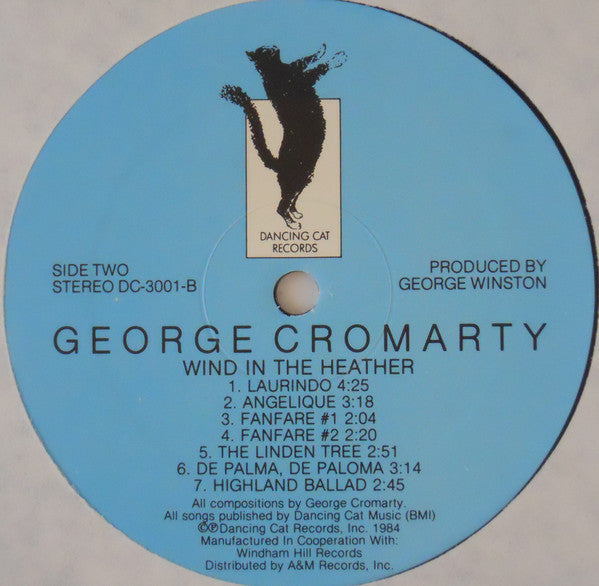 DANCING CAT
RECORDS
SIDE TWO
STEREO DC-3001-B
PRODUCED BY
GEORGE WINSTON
GEORGE CROMARTY
WIND IN THE HEATHER
1. LAURINDO 4:25
2. ANGELIQUE 3:18
3. FANFARE #1 2:04
4. FANFARE #2 2:20
5. THE LINDEN TREE 2:51
6. DE PALMA, DE PALOMA 3:14
7. HIGHLAND BALLAD 2:45
All compositions by George Cromarty.
All songs published by Dancing Cat Music (BMI)
©℗Dancing Cat Records, Inc. 1984
Manufactured In Cooperation With:
Windham Hill Records
Distributed by A&M Records, Inc.